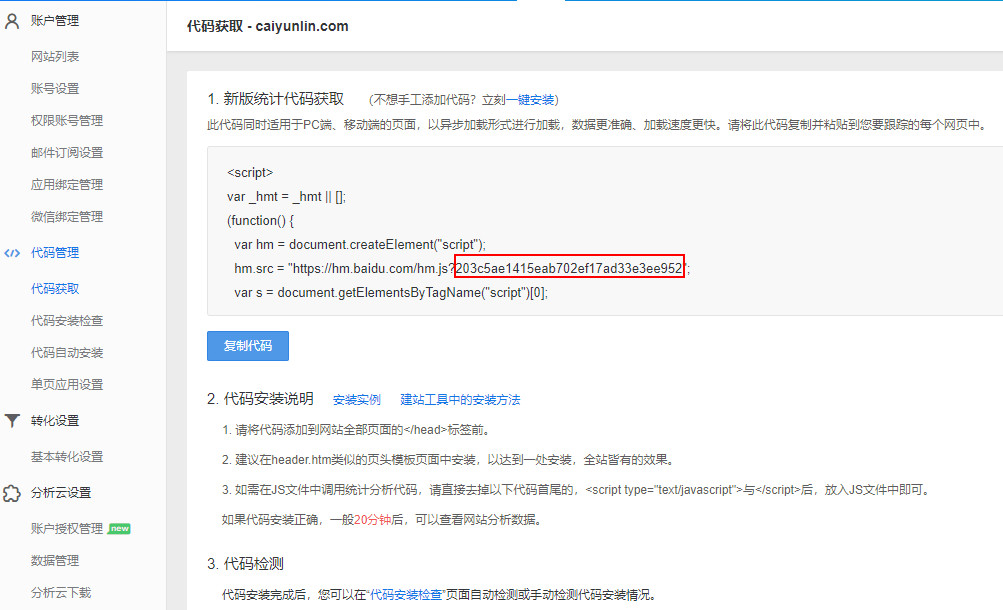 账户管理
网站列表
账号设置
权限账号管理
邮件订阅设置
应用绑定管理
微信绑定管理
代码管理
代码获取
代码安装检查
代码自动安装
单页应用设置
转化设置
基本转化设置
分析云设置
账户授权管理 new
数据管理
分析云下载
代码获取 - caiyunlin.com
1. 新版统计代码获取 (不想手工添加代码？立刻一键安装)
此代码同时适用于PC端、移动端的页面，以异步加载形式进行加载，数据更准确、加载速度更快。请将此代码复制并粘贴到您要跟踪的每个网页中。
<script>
var _hmt = _hmt || [];
(function() {
var hm = document.createElement("script");
hm.src = "https://hm.baidu.com/hm.js?203c5ae1415eab702ef17ad33e3ee952";
var s = document.getElementsByTagName("script")[0];
复制代码
2. 代码安装说明 安装实例 建站工具中的安装方法
1. 请将代码添加到网站全部页面的</head>标签前。
2. 建议在header.htm类似的页头模板页面中安装，以达到一处安装，全站皆有的效果。
3. 如需在JS文件中调用统计分析代码，请直接去掉以下代码首尾的，<script type="text/javascript">与</script>后，放入JS文件中即可。
如果代码安装正确，一般20分钟后，可以查看网站分析数据。
3. 代码检测
代码安装完成后，您可以在"代码安装检查"页面自动检测或手动检测代码安装情况。